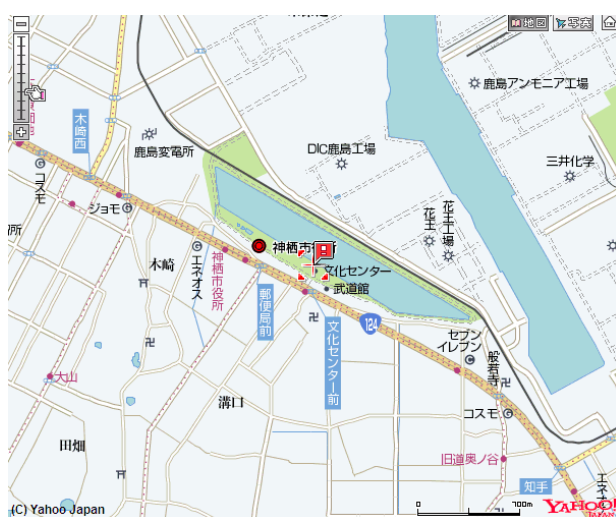 地図
写真
鹿島アンモニア工場
木崎西
鹿島変電所
DIC鹿島工場
三井化学
コスモ
ジョモ
花王
花王工場
神栖市役所
文化センター
武道館
木崎
エネオス
神栖市役所
郵便局前
文化センター前
124
セブン
イレブン
般若寺
大山
溝口
コスモ
田畑
旧道奥ノ谷
知手
エネオ
700m
(C) Yahoo Japan
YAHOO!
JAPAN